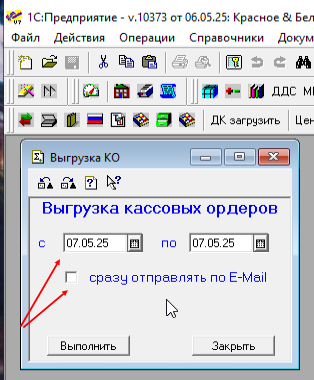 1С:Предприятие - v.10373 от 06.05.25: Красное & Бел
Файл Действия Операции Справочники Докум
ДДС
ДК загрузить Цен
Выгрузка КО
Выгрузка кассовых ордеров
с 07.05.25 по 07.05.25
сразу отправлять по E-Mail
Выполнить Закрыть